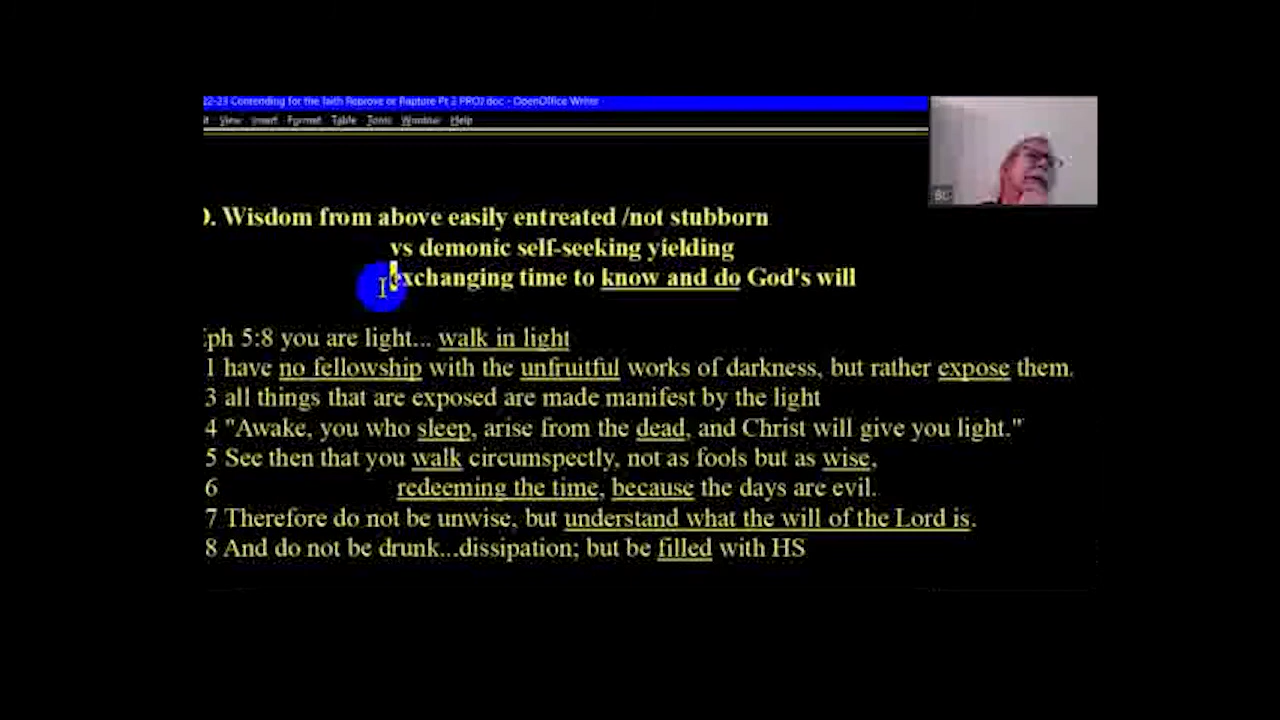 22-23 Contending for the faith Reprove or Rapture Pt 2 PROJ.doc - OpenOffice Writer
View Insert Format Table Tools Window Help
. Wisdom from above easily entreated /not stubborn
vs demonic self-seeking yielding
exchanging time to know and do God's will
ph 5:8 you are light... walk in light
1 have no fellowship with the unfruitful works of darkness, but rather expose them.
3 all things that are exposed are made manifest by the light
4 "Awake, you who sleep, arise from the dead, and Christ will give you light."
5 See then that you walk circumspectly, not as fools but as wise,
6 redeeming the time, because the days are evil.
7 Therefore do not be unwise, but understand what the will of the Lord is.
8 And do not be drunk...dissipation; but be filled with HS